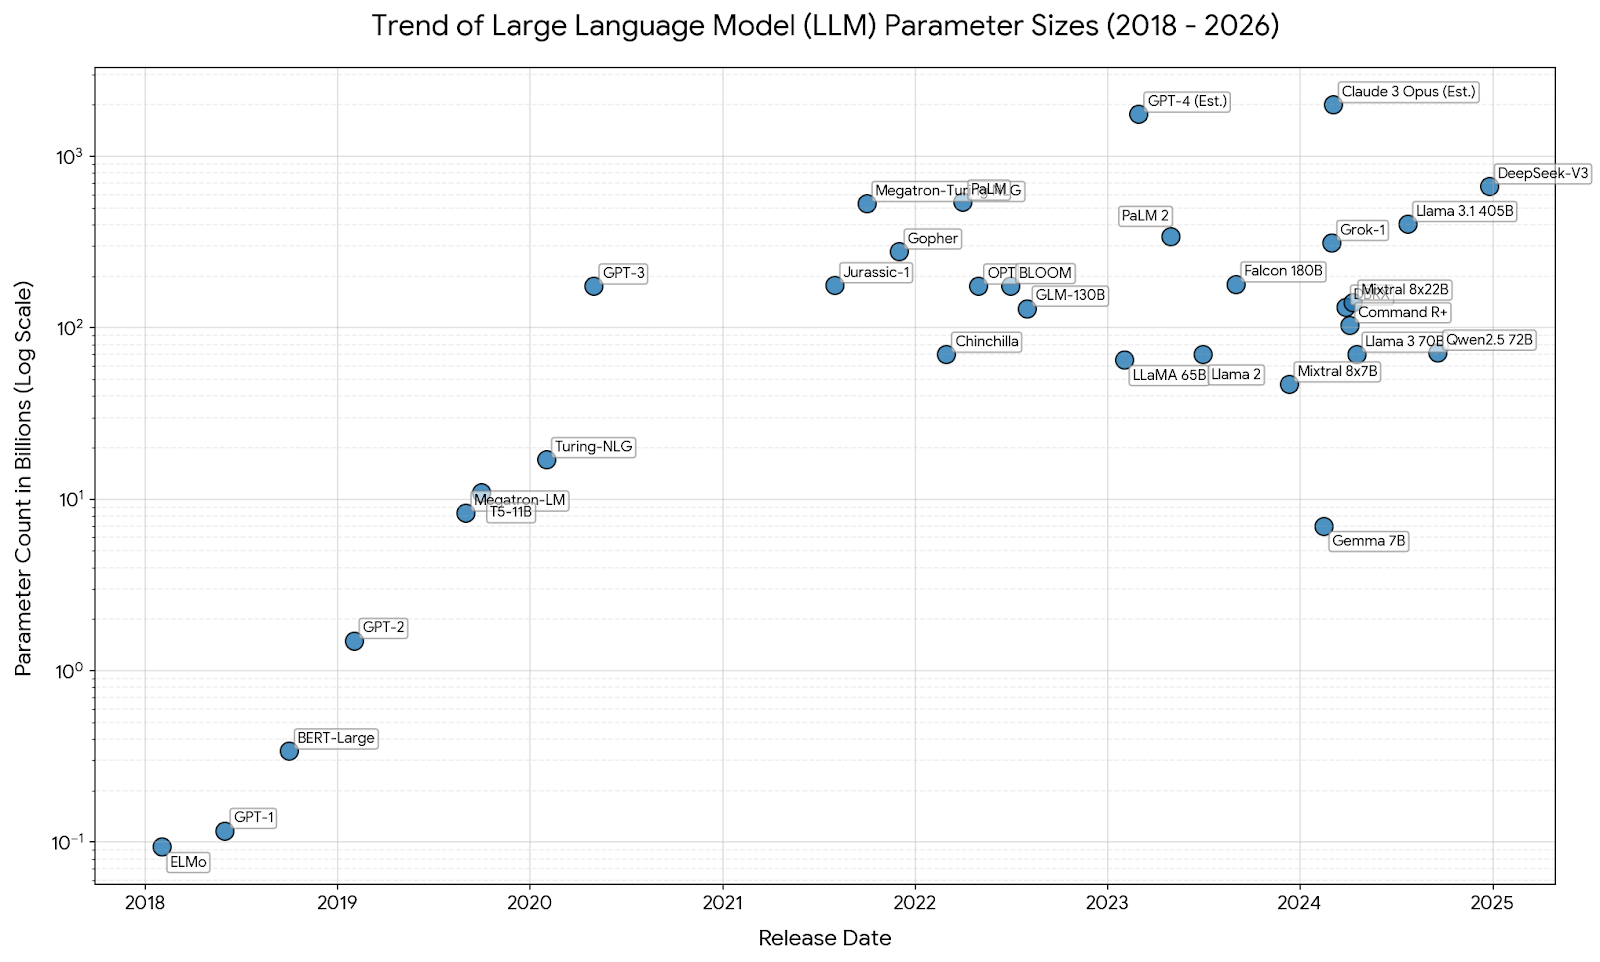 Trend of Large Language Model (LLM) Parameter Sizes (2018 - 2026)
Parameter Count in Billions (Log Scale)
10³
10²
10¹
10⁰
10⁻¹
Claude 3 Opus (Est.)
GPT-4 (Est.)
DeepSeek-V3
Megatron-Turing-NLG
PaLM
Llama 3.1 405B
PaLM 2
Grok-1
Gopher
GPT-3
Jurassic-1
OPT
BLOOM
Falcon 180B
Mixtral 8x22B
DBRX
GLM-130B
Command R+
Chinchilla
Llama 3 70B
Qwen2.5 72B
LLaMA 65B
Llama 2
Mixtral 8x7B
Turing-NLG
Megatron-LM
T5-11B
Gemma 7B
GPT-2
BERT-Large
GPT-1
ELMo
2018
2019
2020
2021
2022
2023
2024
2025
Release Date